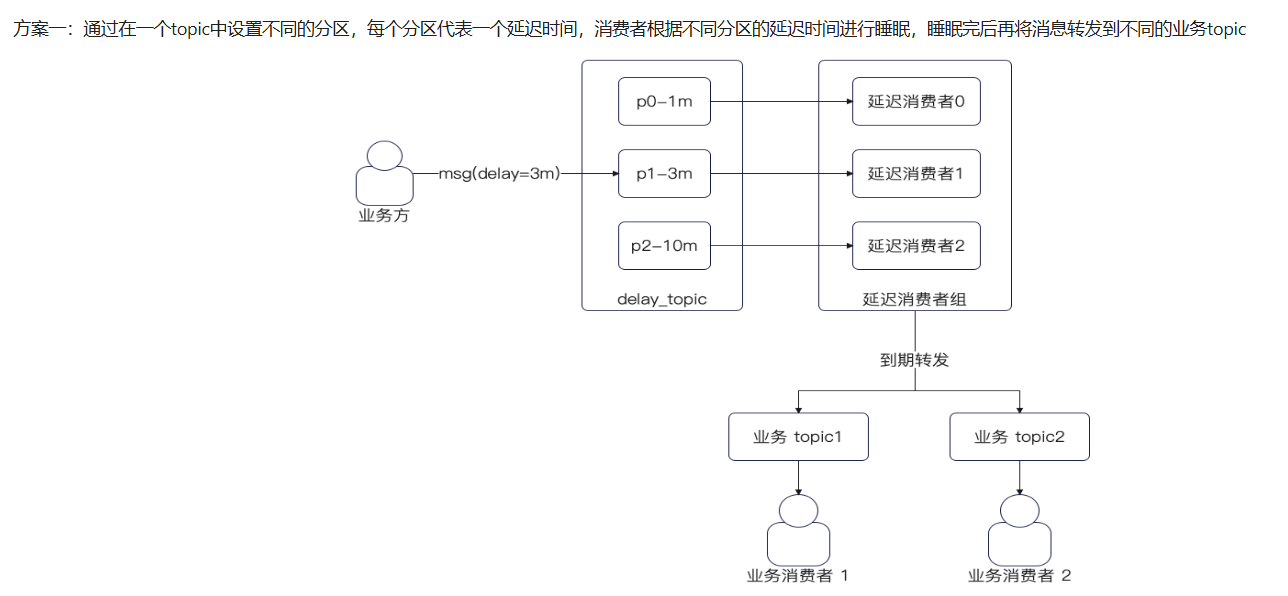 方案一：通过在一个topic中设置不同的分区，每个分区代表一个延迟时间，消费者根据不同分区的延迟时间进行睡眠，睡眠完后再将消息转发到不同的业务topic
p0-1m
延迟消费者0
msg(delay=3m)
p1-3m
延迟消费者1
业务方
p2-10m
延迟消费者2
delay_topic
延迟消费者组
到期转发
业务 topic1
业务 topic2
业务消费者 1
业务消费者 2